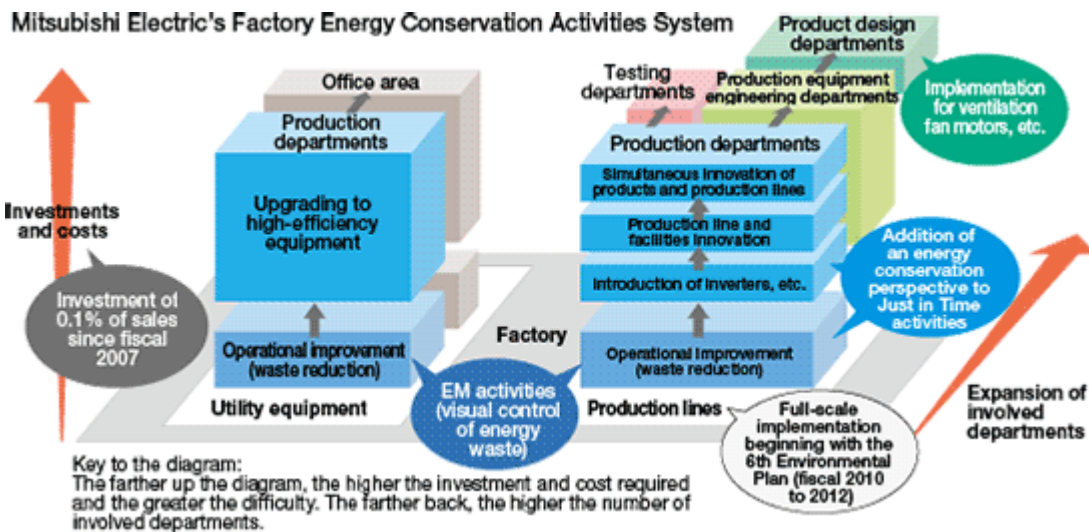 Mitsubishi Electric's Factory Energy Conservation Activities System
Investments
and costs
Investment of
0.1% of sales
since fiscal
2007
Office area
Production
departments
Upgrading to
high-efficiency
equipment
Operational improvement
(waste reduction)
Utility equipment
Factory
EM activities
(visual control
of energy
waste)
Product design
departments
Testing
departments
Production equipment
engineering departments
Implementation
for ventilation
fan motors, etc.
Production departments
Simultaneous innovation of
products and production lines
Production line and
facilities innovation
Introduction of inverters, etc.
Operational improvement
(waste reduction)
Addition of
an energy
conservation
perspective to
Just in Time
activities
Production lines
Full-scale
implementation
beginning with the
6th Environmental
Plan (fiscal 2010
to 2012)
Expansion of
involved
departments
Key to the diagram:
The farther up the diagram, the higher the investment and cost required
and the greater the difficulty. The farther back, the higher the number of
involved departments.